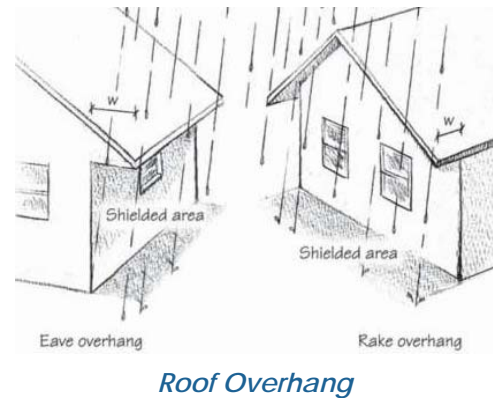 w
w
Shielded area
Shielded area
Eave overhang
Rake overhang
Roof Overhang